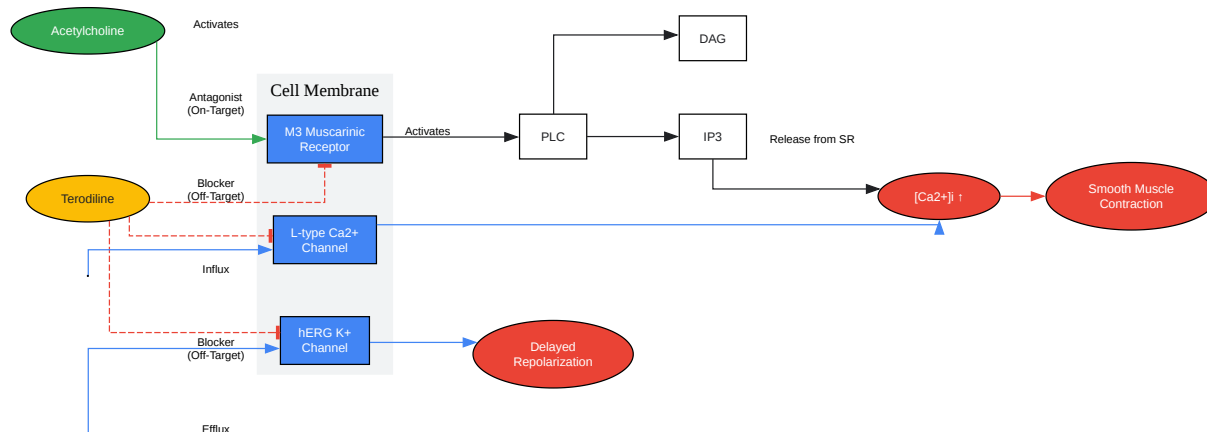 Acetylcholine
Activates
DAG
Antagonist
(On-Target)
Cell Membrane
M3 Muscarinic
Receptor
Activates
PLC
IP3
Release from SR
Terodiline
Blocker
(Off-Target)
[Ca2+]i ↑
Smooth Muscle
Contraction
L-type Ca2+
Channel
Influx
hERG K+
Channel
Blocker
(Off-Target)
Delayed
Repolarization
Efflux